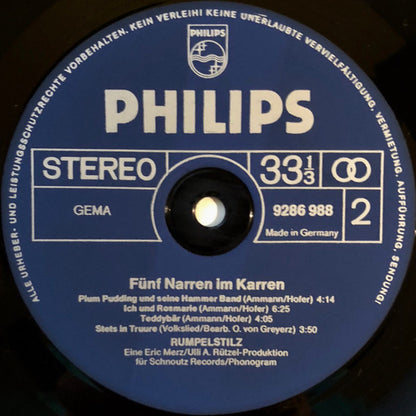 ALLE URHEBER- UND LEISTUNGSSCHUTZRECHTE VORBEHALTEN. KEIN VERLEIH! KEINE UNERLAUBTE VERVIELFÄLTIGUNG, VERMIETUNG, AUFFÜHRUNG, SENDUNG!
PHILIPS
PHILIPS
STEREO
33 1/3
GEMA
9286 988
2
Made in Germany
Fünf Narren im Karren
Plum Pudding und seine Hammer Band (Ammann/Hofer) 4:14
Ich und Rosmarie (Ammann/Hofer) 6:25
Teddybär (Ammann/Hofer) 4:05
Stets in Truure (Volkslied/Bearb. O. von Greyerz) 3:50
RUMPELSTILZ
Eine Eric Merz/Ulli A. Rützel-Produktion
für Schnoutz Records/Phonogram